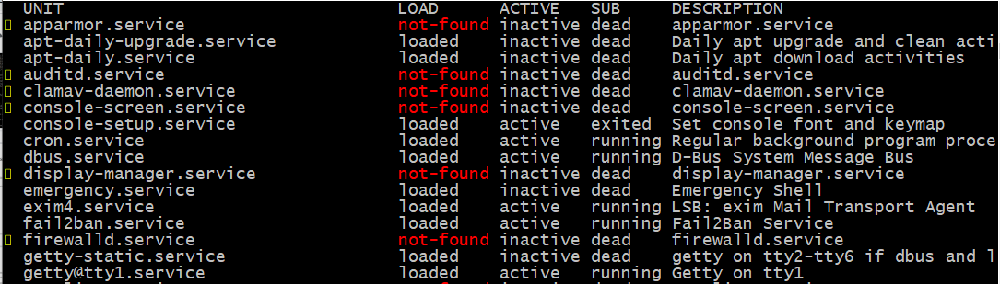 UNIT LOAD ACTIVE SUB DESCRIPTION
apparmor.service not-found inactive dead apparmor.service
apt-daily-upgrade.service loaded inactive dead Daily apt upgrade and clean acti
apt-daily.service loaded inactive dead Daily apt download activities
auditd.service not-found inactive dead auditd.service
clamav-daemon.service not-found inactive dead clamav-daemon.service
console-screen.service not-found inactive dead console-screen.service
console-setup.service loaded active exited Set console font and keymap
cron.service loaded active running Regular background program proce
dbus.service loaded active running D-Bus System Message Bus
display-manager.service not-found inactive dead display-manager.service
emergency.service loaded inactive dead Emergency Shell
exim4.service loaded active running LSB: exim Mail Transport Agent
fail2ban.service loaded active running Fail2Ban Service
firewalld.service not-found inactive dead firewalld.service
getty-static.service loaded inactive dead getty on tty2-tty6 if dbus and l
getty@tty1.service loaded active running Getty on tty1